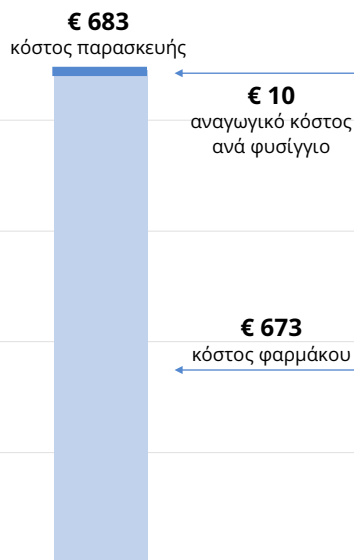 € 683
κόστος παρασκευής
€ 10
αναγωγικό κόστος
ανά φυσίγγιο
€ 673
κόστος φαρμάκου